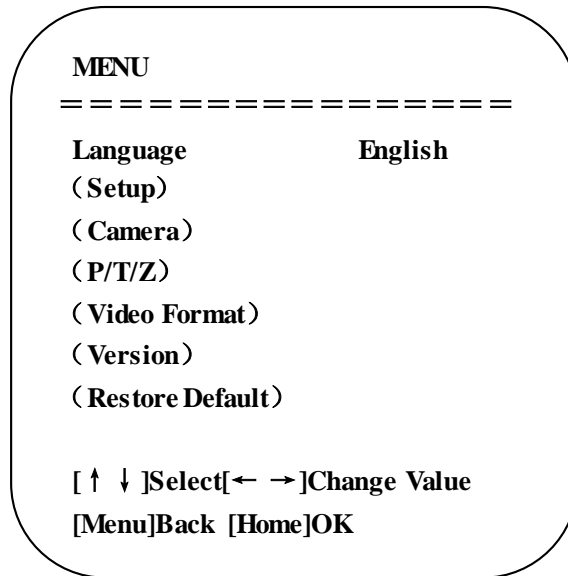 MENU
= = = = = = = = = = = = = = = =
Language English
（Setup）
（Camera）
（P/T/Z）
（Video Format）
（Version）
（Restore Default）
[↑ ↓]Select[← →]Change Value
[Menu]Back [Home]OK